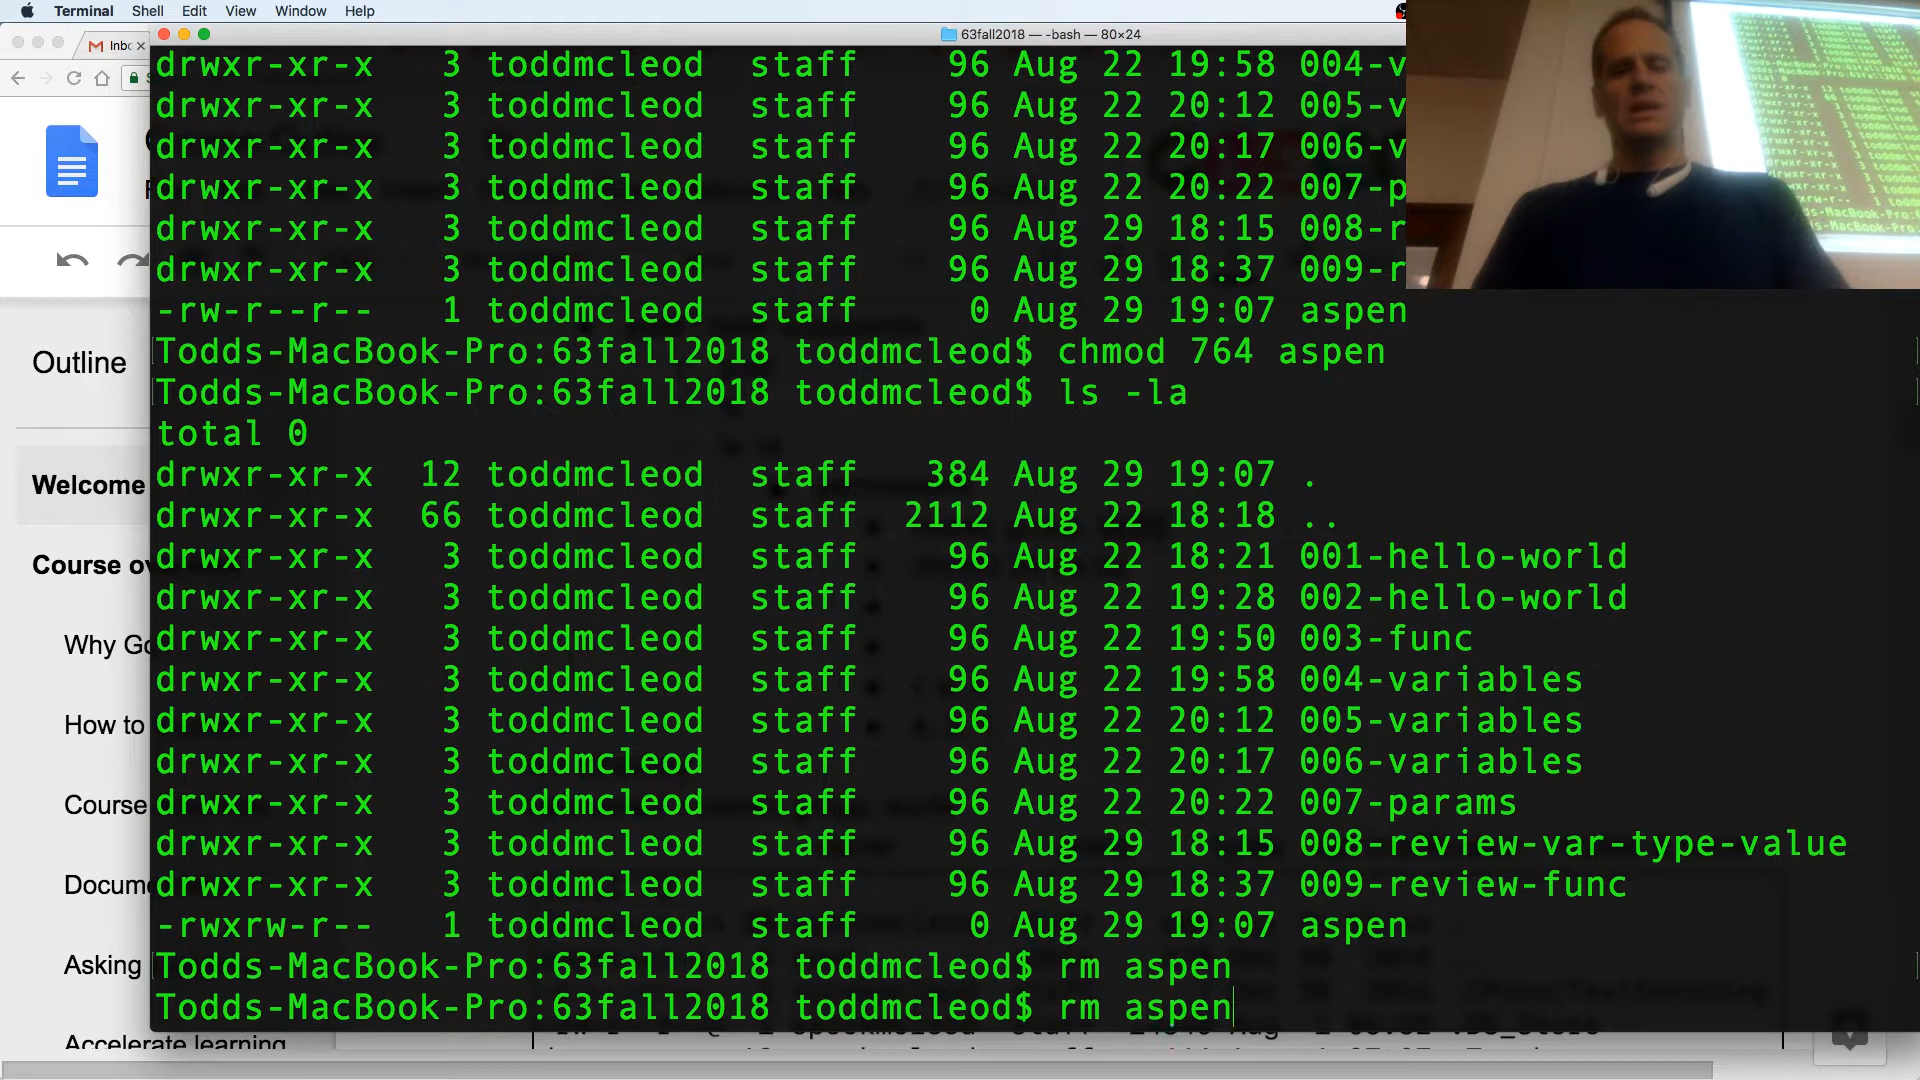 Terminal Shell Edit View Window Help
63fall2018 — -bash — 80×24
Inbo
drwxr-xr-x 3 toddmcleod staff 96 Aug 22 19:58 004-v
drwxr-xr-x 3 toddmcleod staff 96 Aug 22 20:12 005-v
drwxr-xr-x 3 toddmcleod staff 96 Aug 22 20:17 006-v
drwxr-xr-x 3 toddmcleod staff 96 Aug 22 20:22 007-p
drwxr-xr-x 3 toddmcleod staff 96 Aug 29 18:15 008-r
drwxr-xr-x 3 toddmcleod staff 96 Aug 29 18:37 009-r
-rw-r--r-- 1 toddmcleod staff 0 Aug 29 19:07 aspen
Todds-MacBook-Pro:63fall2018 toddmcleod$ chmod 764 aspen
Todds-MacBook-Pro:63fall2018 toddmcleod$ ls -la
total 0
drwxr-xr-x 12 toddmcleod staff 384 Aug 29 19:07 .
drwxr-xr-x 66 toddmcleod staff 2112 Aug 22 18:18 ..
drwxr-xr-x 3 toddmcleod staff 96 Aug 22 18:21 001-hello-world
drwxr-xr-x 3 toddmcleod staff 96 Aug 22 19:28 002-hello-world
drwxr-xr-x 3 toddmcleod staff 96 Aug 22 19:50 003-func
drwxr-xr-x 3 toddmcleod staff 96 Aug 22 19:58 004-variables
drwxr-xr-x 3 toddmcleod staff 96 Aug 22 20:12 005-variables
drwxr-xr-x 3 toddmcleod staff 96 Aug 22 20:17 006-variables
drwxr-xr-x 3 toddmcleod staff 96 Aug 22 20:22 007-params
drwxr-xr-x 3 toddmcleod staff 96 Aug 29 18:15 008-review-var-type-value
drwxr-xr-x 3 toddmcleod staff 96 Aug 29 18:37 009-review-func
-rwxrw-r-- 1 toddmcleod staff 0 Aug 29 19:07 aspen
Todds-MacBook-Pro:63fall2018 toddmcleod$ rm aspen
Todds-MacBook-Pro:63fall2018 toddmcleod$ rm aspen
Outline
Welcome
Course ov
Why Go
How to
Course
Docume
Asking
Accelerate learning